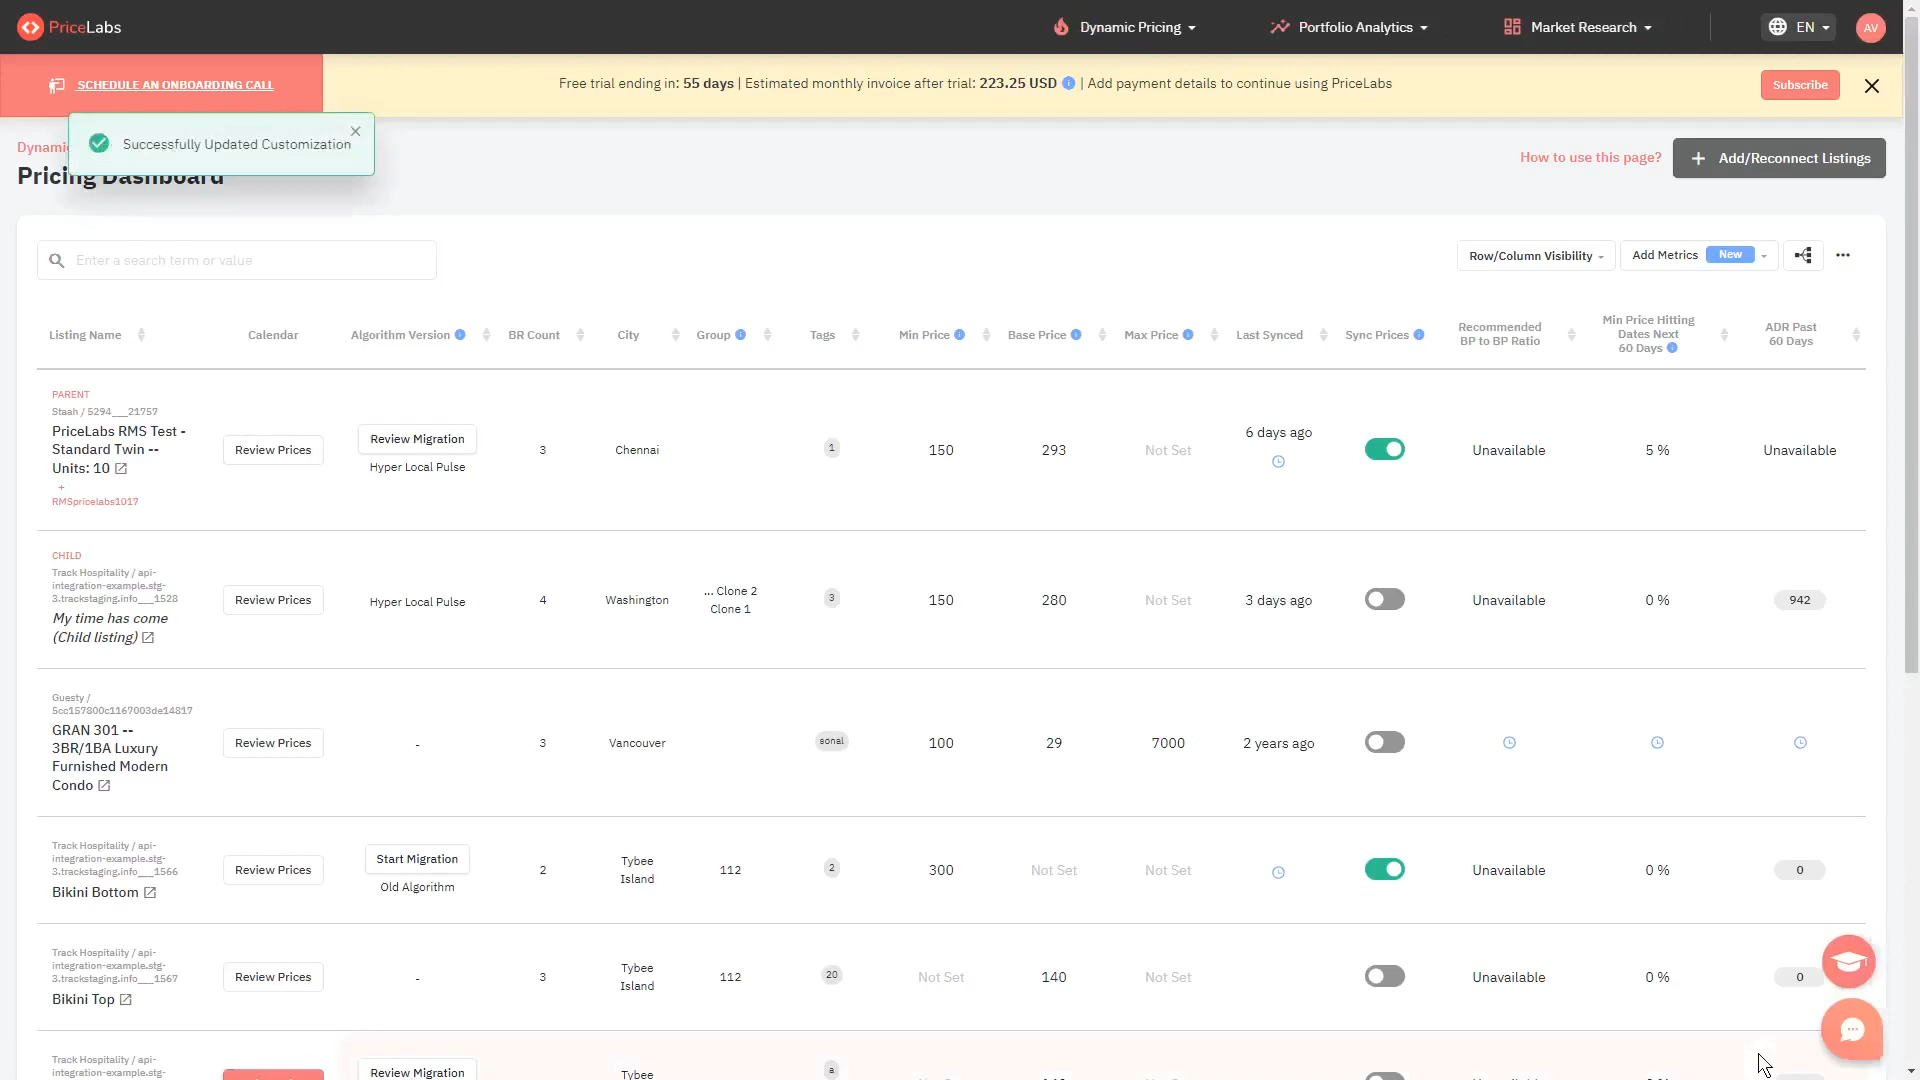 PriceLabs
Dynamic Pricing
Portfolio Analytics
Market Research
EN
AV
SCHEDULE AN ONBOARDING CALL
Free trial ending in: 55 days | Estimated monthly invoice after trial: 223.25 USD | Add payment details to continue using PriceLabs
Subscribe
Successfully Updated Customization
Dynamic
Pricing Dashboard
How to use this page?
+ Add/Reconnect Listings
Enter a search term or value
Row/Column Visibility
Add Metrics New
Listing Name
Calendar
Algorithm Version
BR Count
City
Group
Tags
Min Price
Base Price
Max Price
Last Synced
Sync Prices
Recommended
BP to BP Ratio
Min Price Hitting
Dates Next
60 Days
ADR Past
60 Days
PARENT
Staah / 5294___21757
PriceLabs RMS Test -
Standard Twin --
Units: 10
+
RMSpricelabs1017
Review Prices
Review Migration
Hyper Local Pulse
3
Chennai
1
150
293
Not Set
6 days ago
Unavailable
5 %
Unavailable
CHILD
Track Hospitality / api-
integration-example.stg-
3.trackstaging.info___1528
My time has come
(Child listing)
Review Prices
Hyper Local Pulse
4
Washington
... Clone 2
Clone 1
3
150
280
Not Set
3 days ago
Unavailable
0 %
942
Guesty /
5cc157800c1167003de14817
GRAN 301 --
3BR/1BA Luxury
Furnished Modern
Condo
Review Prices
-
3
Vancouver
sonal
100
29
7000
2 years ago
Track Hospitality / api-
integration-example.stg-
3.trackstaging.info___1566
Bikini Bottom
Review Prices
Start Migration
Old Algorithm
2
Tybee
Island
112
2
300
Not Set
Not Set
Unavailable
0 %
0
Track Hospitality / api-
integration-example.stg-
3.trackstaging.info___1567
Bikini Top
Review Prices
-
3
Tybee
Island
112
20
Not Set
140
Not Set
Unavailable
0 %
0
Track Hospitality / api-
integration-example.stg-
Review Migration
Tybee
a